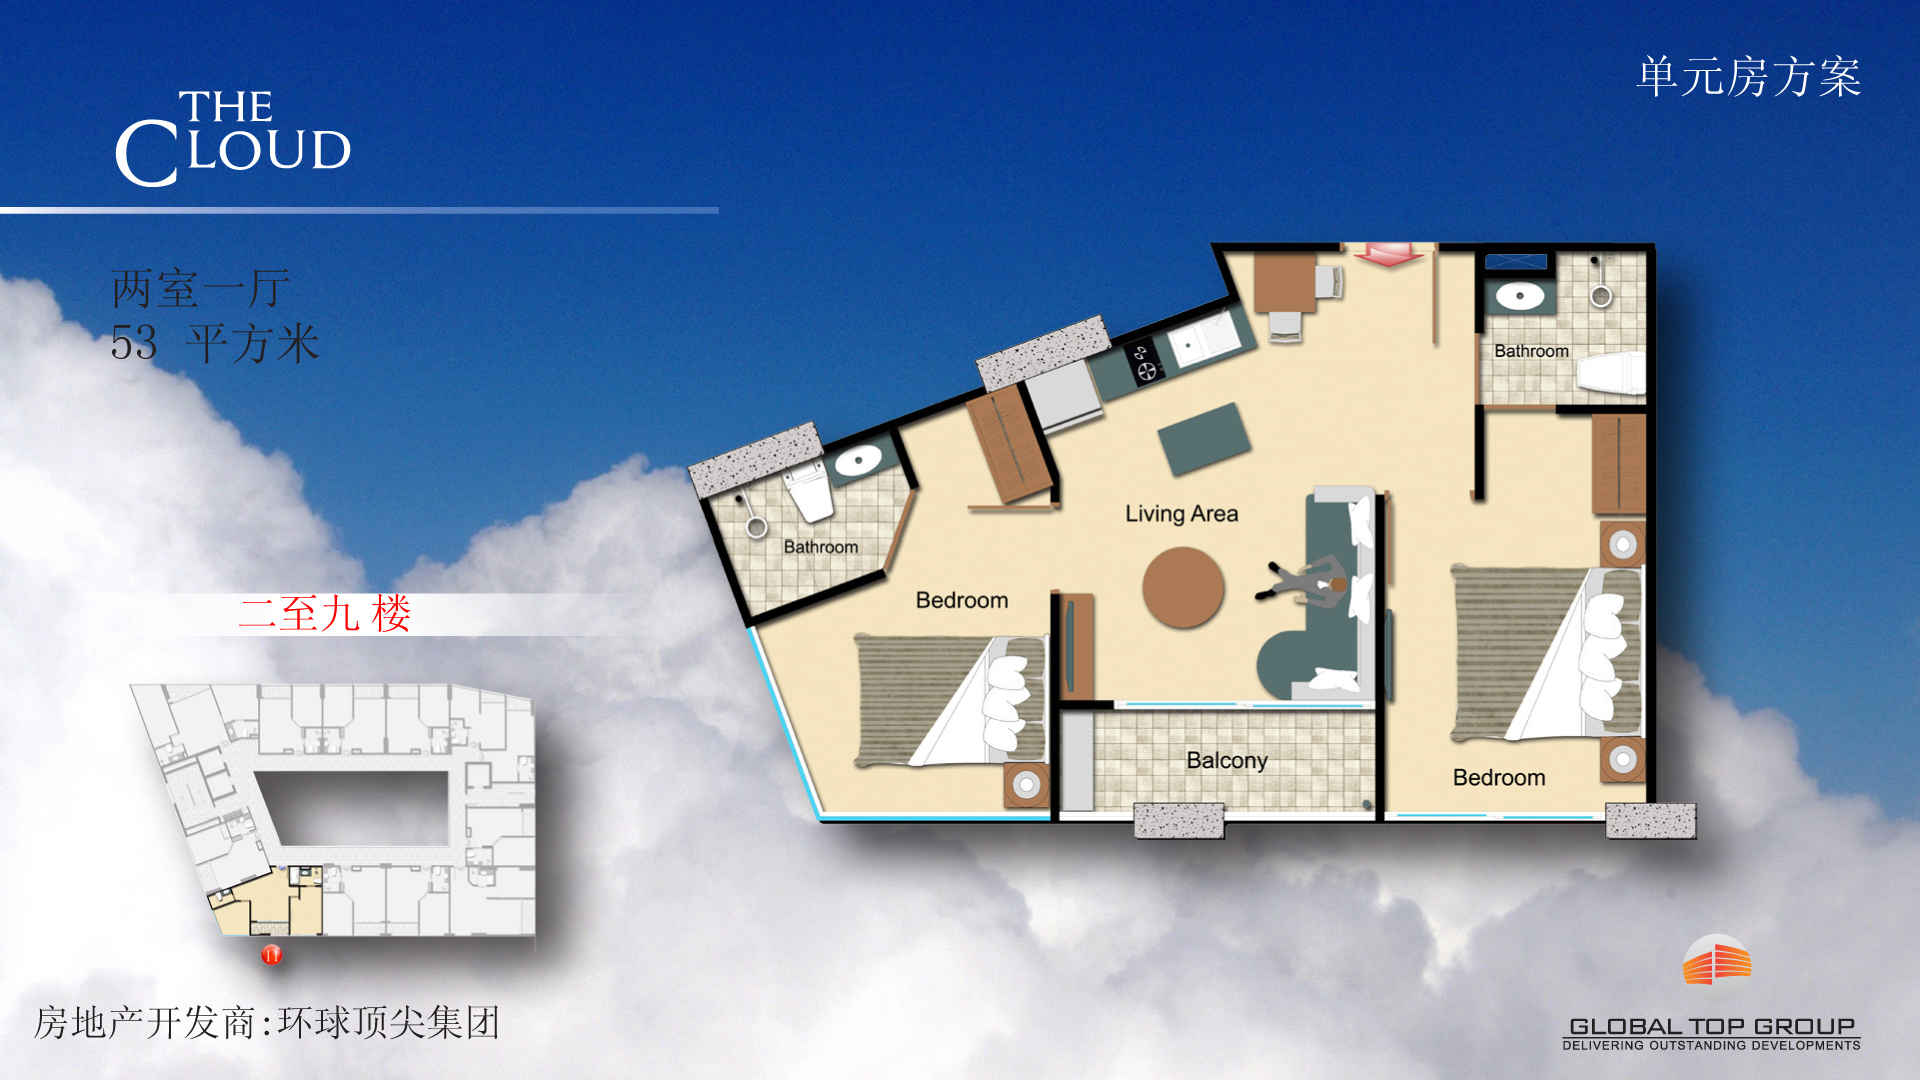 THE
CLOUD
单元房方案
两室一厅
53 平方米
Bathroom
Living Area
Bathroom
Bedroom
Balcony
Bedroom
二至九 楼
11
房地产开发商:环球顶尖集团
GLOBAL TOP GROUP
DELIVERING OUTSTANDING DEVELOPMENTS